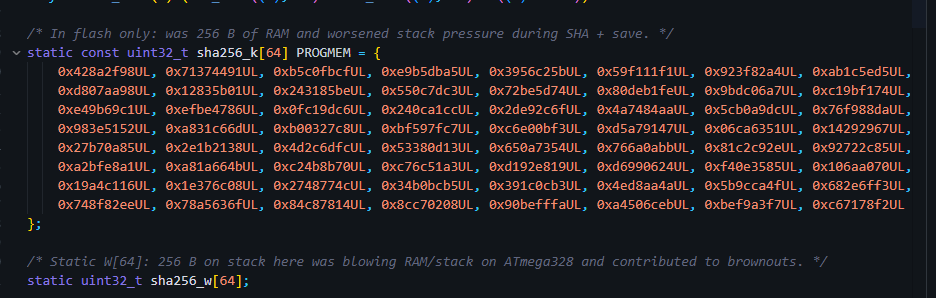 /* In flash only: was 256 B of RAM and worsened stack pressure during SHA + save. */
static const uint32_t sha256_k[64] PROGMEM = {
0x428a2f98UL, 0x71374491UL, 0xb5c0fbcfUL, 0xe9b5dba5UL, 0x3956c25bUL, 0x59f111f1UL, 0x923f82a4UL, 0xab1c5ed5UL,
0xd807aa98UL, 0x12835b01UL, 0x243185beUL, 0x550c7dc3UL, 0x72be5d74UL, 0x80deb1feUL, 0x9bdc06a7UL, 0xc19bf174UL,
0xe49b69c1UL, 0xefbe4786UL, 0x0fc19dc6UL, 0x240ca1ccUL, 0x2de92c6fUL, 0x4a7484aaUL, 0x5cb0a9dcUL, 0x76f988daUL,
0x983e5152UL, 0xa831c66dUL, 0xb00327c8UL, 0xbf597fc7UL, 0xc6e00bf3UL, 0xd5a79147UL, 0x06ca6351UL, 0x14292967UL,
0x27b70a85UL, 0x2e1b2138UL, 0x4d2c6dfcUL, 0x53380d13UL, 0x650a7354UL, 0x766a0abbUL, 0x81c2c92eUL, 0x92722c85UL,
0xa2bfe8a1UL, 0xa81a664bUL, 0xc24b8b70UL, 0xc76c51a3UL, 0xd192e819UL, 0xd6990624UL, 0xf40e3585UL, 0x106aa070UL,
0x19a4c116UL, 0x1e376c08UL, 0x2748774cUL, 0x34b0bcb5UL, 0x391c0cb3UL, 0x4ed8aa4aUL, 0x5b9cca4fUL, 0x682e6ff3UL,
0x748f82eeUL, 0x78a5636fUL, 0x84c87814UL, 0x8cc70208UL, 0x90befffaUL, 0xa4506cebUL, 0xbef9a3f7UL, 0xc67178f2UL
};
/* Static W[64]: 256 B on stack here was blowing RAM/stack on ATmega328 and contributed to brownouts. */
static uint32_t sha256_w[64];